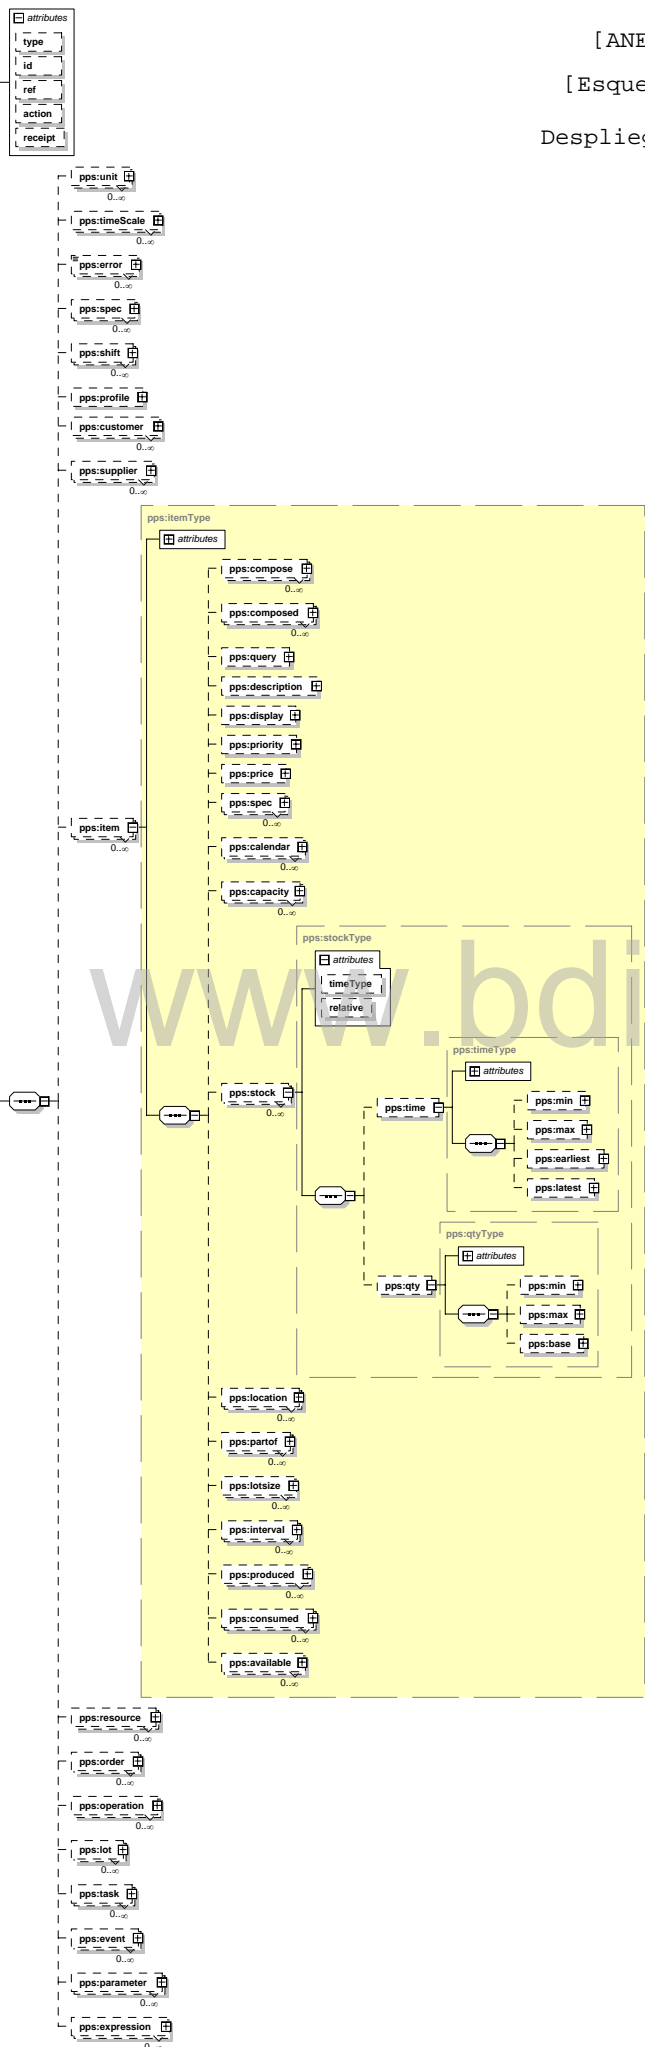 attributes
type
id
ref
action
receipt
[ANE
[Esque
Desplieg
pps:unit
0..∞
pps:timeScale
0..∞
pps:error
0..∞
pps:spec
0..∞
pps:shift
0..∞
pps:profile
pps:customer
0..∞
pps:supplier
0..∞
pps:itemType
attributes
pps:compose
0..∞
pps:composed
0..∞
pps:query
pps:description
pps:display
pps:priority
pps:price
pps:spec
0..∞
pps:item
0..∞
pps:calendar
0..∞
pps:capacity
0..∞
pps:stockType
attributes
timeType
relative
www.bdi
pps:timeType
attributes
pps:stock
0..∞
pps:time
pps:min
pps:max
pps:earliest
pps:latest
pps:qtyType
attributes
pps:qty
pps:min
pps:max
pps:base
pps:location
0..∞
pps:partof
0..∞
pps:lotsize
0..∞
pps:interval
0..∞
pps:produced
0..∞
pps:consumed
0..∞
pps:available
0..∞
pps:resource
0..∞
pps:order
0..∞
pps:operation
0..∞
pps:lot
0..∞
pps:task
0..∞
pps:event
0..∞
pps:parameter
0..∞
pps:expression
0..∞